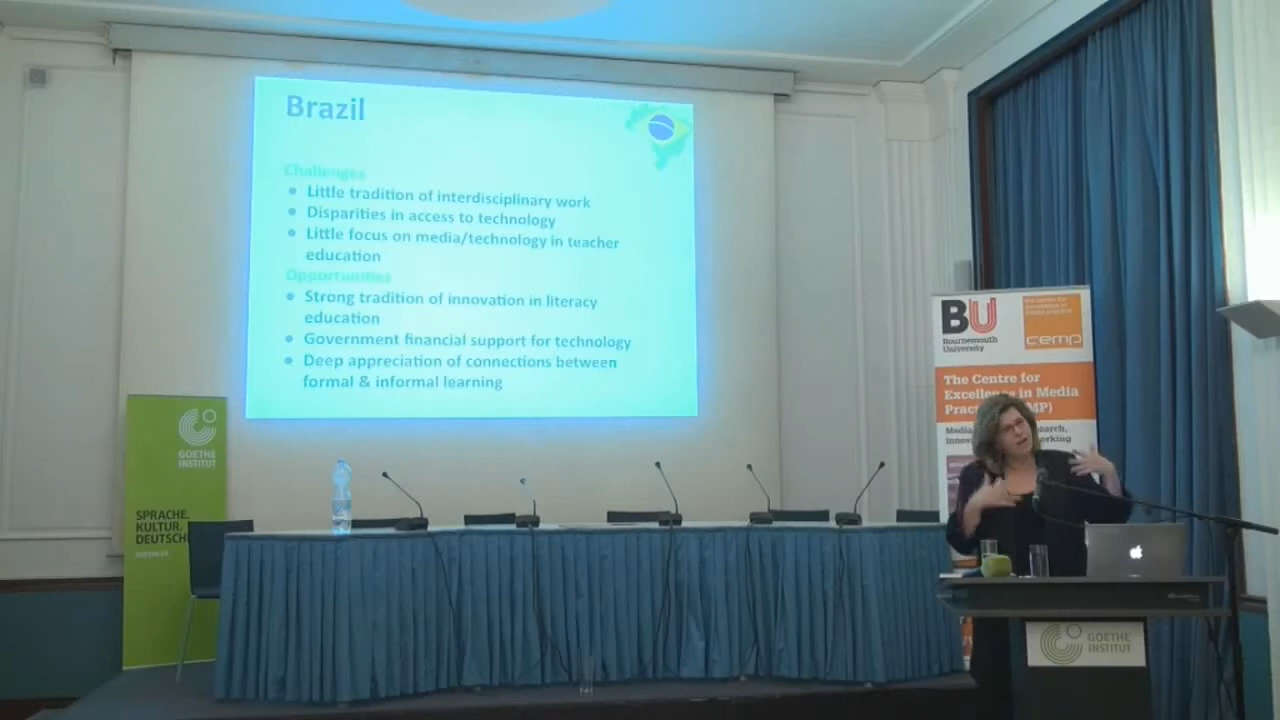 Brazil
Challenges
Little tradition of interdisciplinary work
Disparities in access to technology
Little focus on media/technology in teacher
education
Opportunities
Strong tradition of innovation in literacy
education
Government financial support for technology
Deep appreciation of connections between
formal & informal learning
GOETHE
INSTITUT
SPRACHE.
KULTUR.
DEUTSCHL
BU
Bournemouth
University
cemp
The Centre for
Excellence in Media
GOETHE
INSTITUT